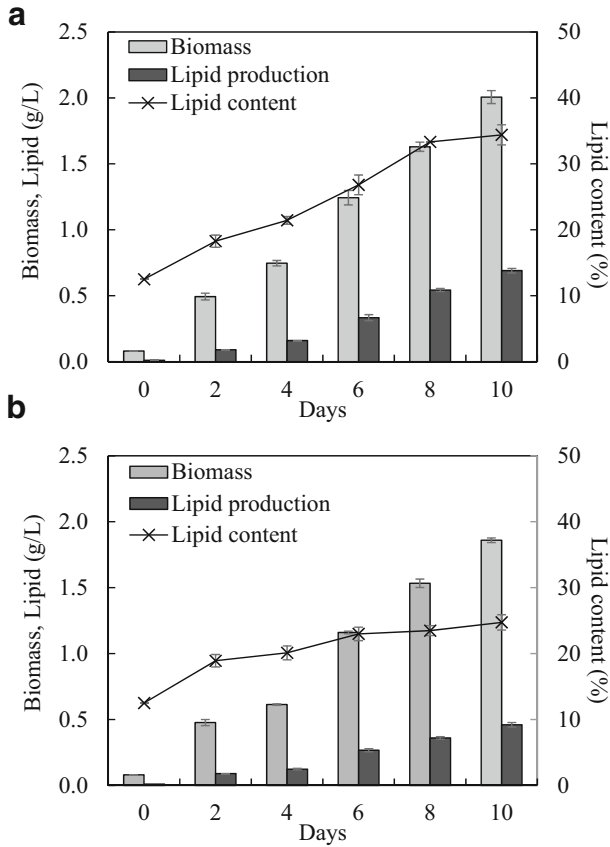 a
2.5
2.0
1.5
1.0
0.5
0.0
Biomass, Lipid (g/L)
Biomass
Lipid production
Lipid content
50
40
30
20
10
0
Lipid content (%)
0 2 4 6 8 10
Days
b
2.5
2.0
1.5
1.0
0.5
0.0
Biomass, Lipid (g/L)
Biomass
Lipid production
Lipid content
50
40
30
20
10
0
Lipid content (%)
0 2 4 6 8 10
Days